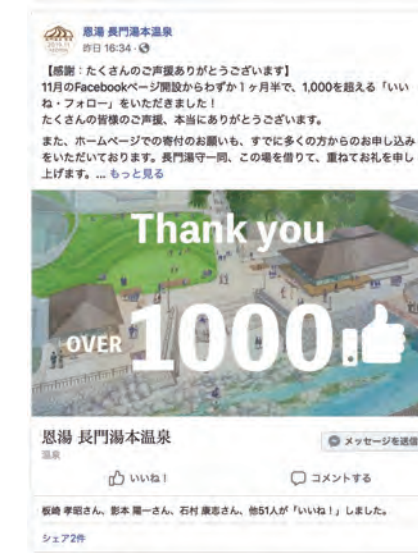 恩湯 長門湯本温泉
昨日 16:34
【感謝：たくさんのご声援ありがとうございます】
11月のFacebookページ開設からわずか1ヶ月半で、1,000を超える「いい
ね・フォロー」をいただきました！
たくさんの皆様のご声援、本当にありがとうございます。
また、ホームページでの寄付のお願いも、すでに多くの方からのお申し込み
をいただいております。長門湯守一同、この場を借りて、重ねてお礼を申し
上げます。... もっと見る
Thank you
OVER 1000
恩湯 長門湯本温泉
メッセージを送信
温泉
いいね！ コメントする
板崎 孝昭さん、影本 陽一さん、石村 康志さん、他51人が「いいね！」しました。
シェア2件